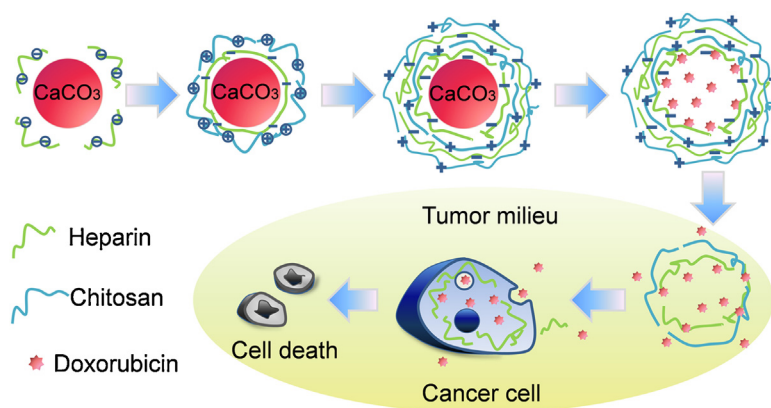 CaCO₃
CaCO₃
CaCO₃
Tumor milieu
Heparin
Chitosan
Doxorubicin
Cell death
Cancer cell